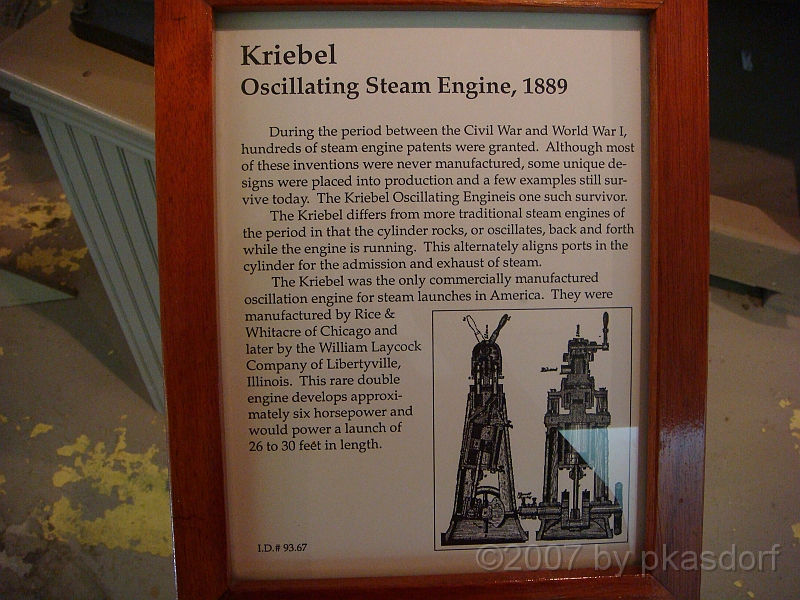 Kriebel
Oscillating Steam Engine, 1889
During the period between the Civil War and World War I,
hundreds of steam engine patents were granted. Although most
of these inventions were never manufactured, some unique de-
signs were placed into production and a few examples still sur-
vive today. The Kriebel Oscillating Engineis one such survivor.
The Kriebel differs from more traditional steam engines of
the period in that the cylinder rocks, or oscillates, back and forth
while the engine is running. This alternately aligns ports in the
cylinder for the admission and exhaust of steam.
The Kriebel was the only commercially manufactured
oscillation engine for steam launches in America. They were
manufactured by Rice &
Whitacre of Chicago and
later by the William Laycock
Company of Libertyville,
Illinois. This rare double
engine develops approxi-
mately six horsepower and
would power a launch of
26 to 30 feet in length.
I.D.# 93.67
©2007 by pkasdorf